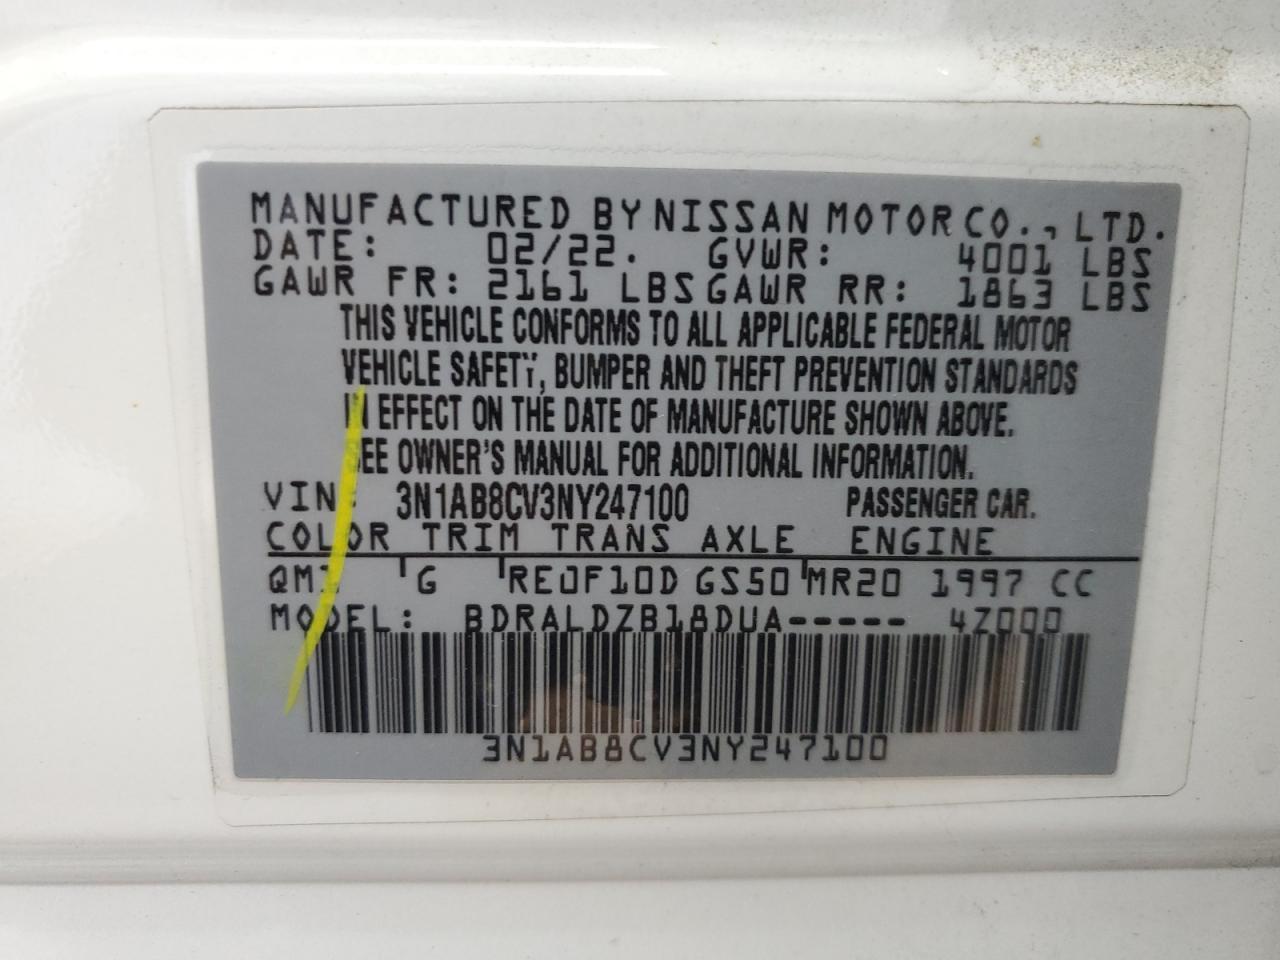 MANUFACTURED BY NISSAN MOTOR CO., LTD.
DATE: 02/22. GVWR: 4001 LBS
GAWR FR: 2161 LBS GAWR RR: 1863 LBS
THIS VEHICLE CONFORMS TO ALL APPLICABLE FEDERAL MOTOR
VEHICLE SAFETY, BUMPER AND THEFT PREVENTION STANDARDS
IN EFFECT ON THE DATE OF MANUFACTURE SHOWN ABOVE.
SEE OWNER'S MANUAL FOR ADDITIONAL INFORMATION.
VIN: 3N1AB8CV3NY247100 PASSENGER CAR.
COLOR TRIM TRANS AXLE ENGINE
QM1 G RE0F10D GS50 MR20 1997 CC
MODEL: BDRALDZB18DUA----- 4Z000
3N1AB8CV3NY247100